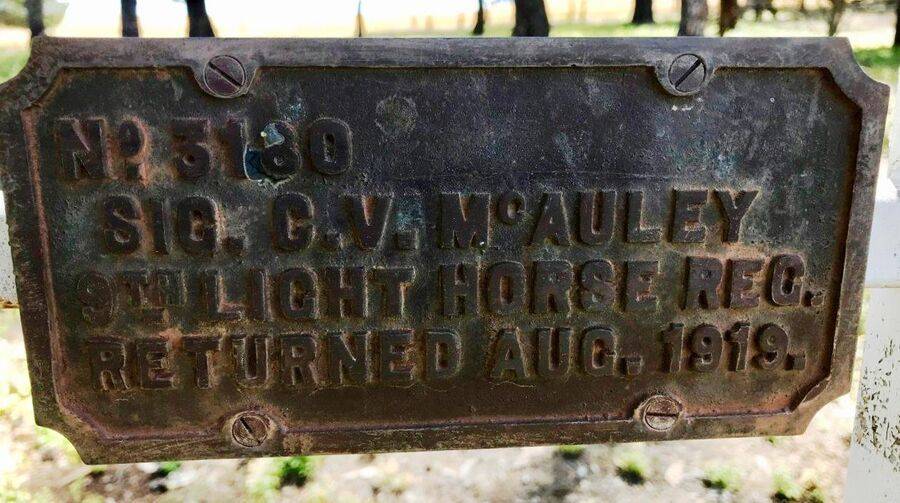 Nº 3180
SIG. C.V. McAULEY
9TH LIGHT HORSE REG.
RETURNED AUG. 1919.